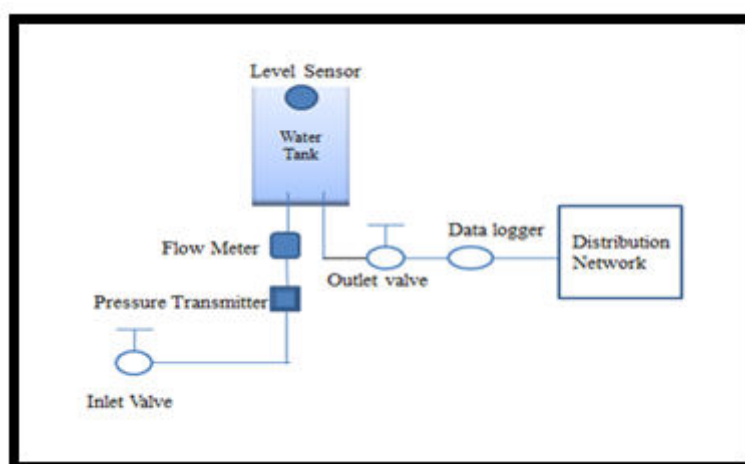 Level Sensor
Water
Tank
Flow Meter
Data logger
Distribution
Network
Outlet valve
Pressure Transmitter
Inlet Valve